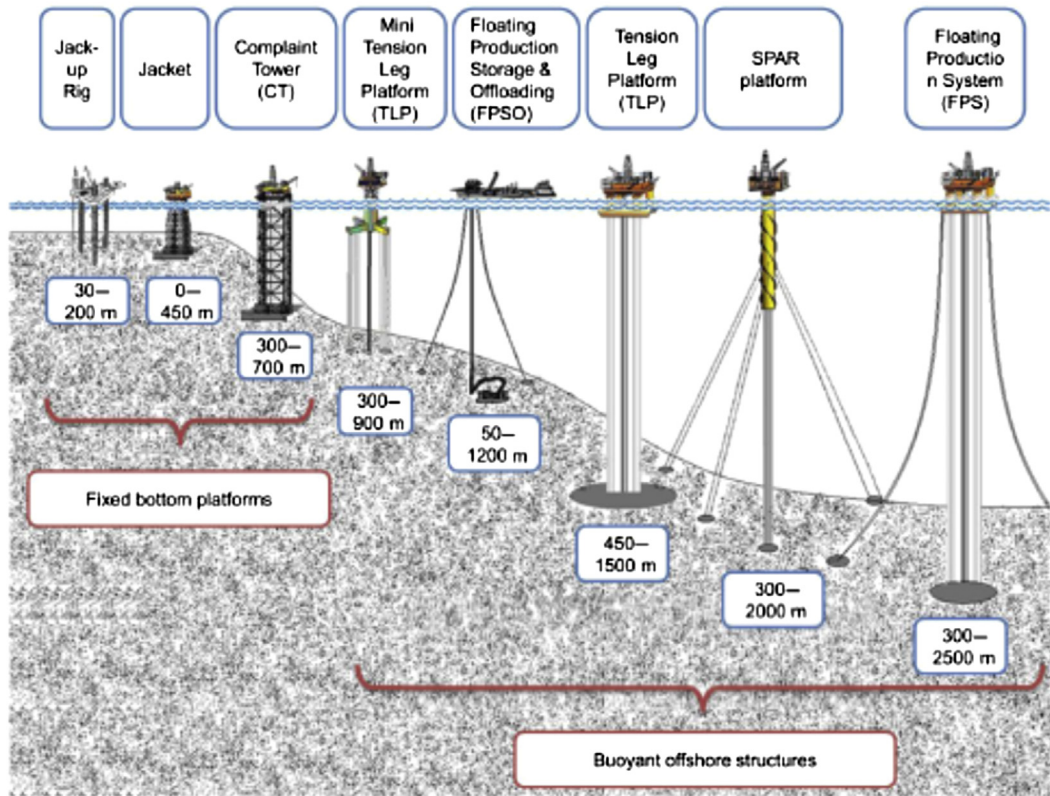 Jack-
up
Rig
Jacket
Complaint
Tower
(CT)
Mini
Tension
Leg
Platform
(TLP)
Floating
Production
Storage &
Offloading
(FPSO)
Tension
Leg
Platform
(TLP)
SPAR
platform
Floating
Productio
n System
(FPS)
30—
200 m
0—
450 m
300—
700 m
300—
900 m
50—
1200 m
450—
1500 m
300—
2000 m
300—
2500 m
Fixed bottom platforms
Buoyant offshore structures